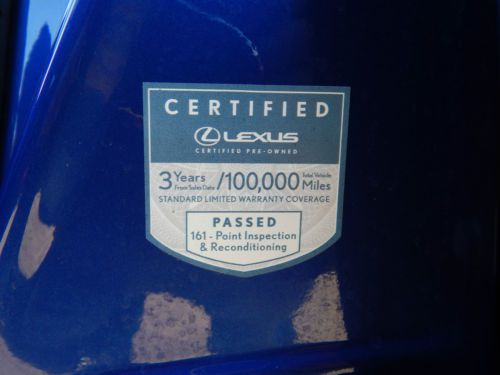 CERTIFIED
LEXUS
CERTIFIED PRE-OWNED
3 Years From Sales Date /100,000 Total Vehicle Miles
STANDARD LIMITED WARRANTY COVERAGE
PASSED
161 - Point Inspection
& Reconditioning